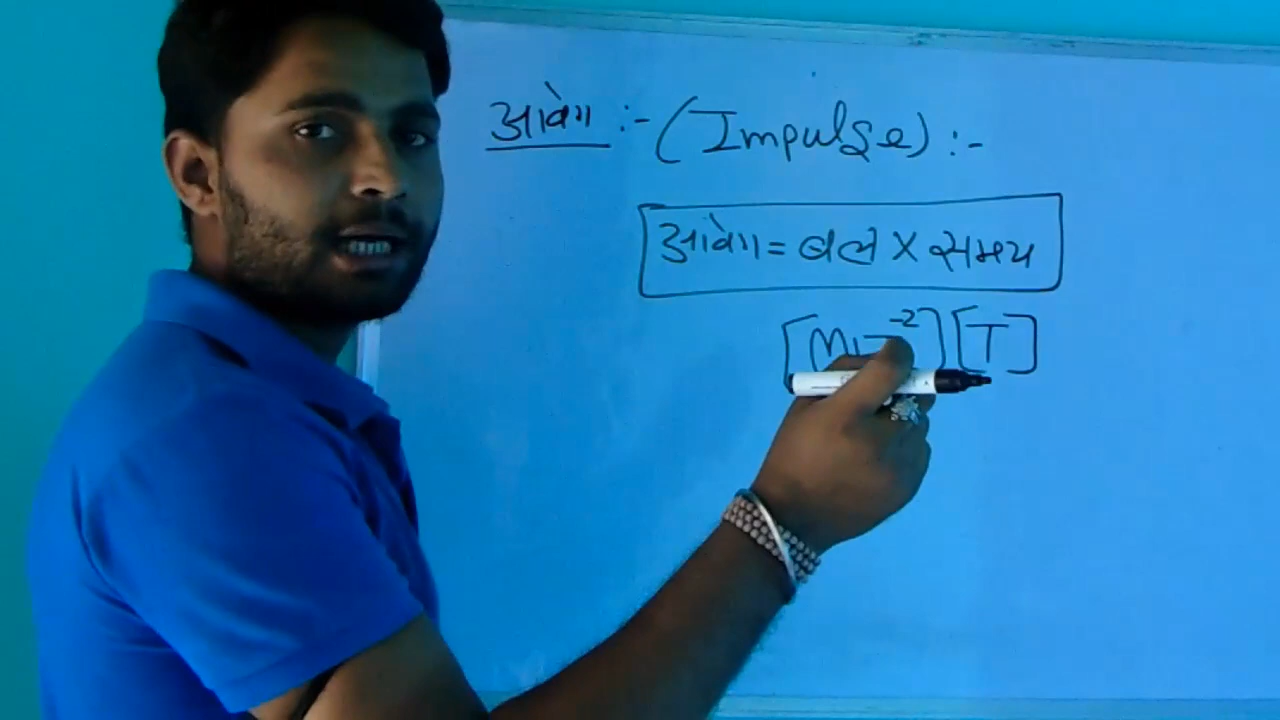 आवेग :- (Impulse) :-
आवेग = बल × समय
[MLT⁻²] [T]